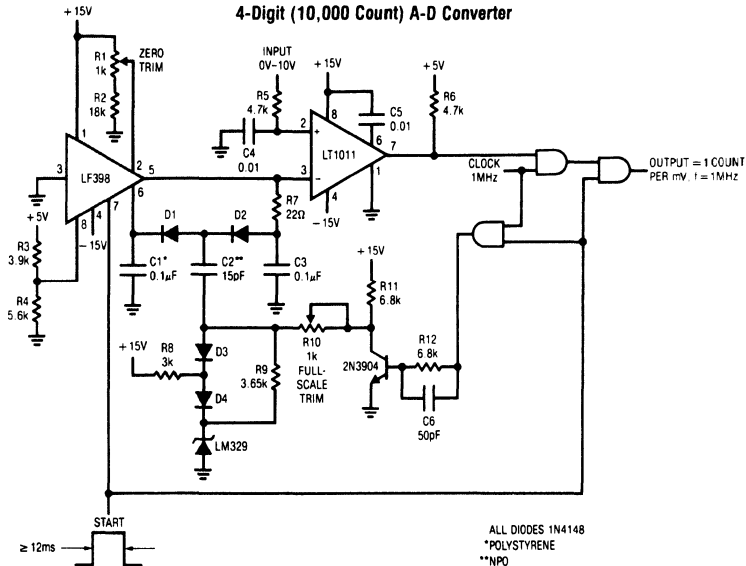 4-Digit (10,000 Count) A-D Converter
+15V
R1
1k
ZERO
TRIM
R2
18k
INPUT
0V–10V
R5
4.7k
+15V
+5V
R6
4.7k
C5
0.01
C4
0.01
1
2
3
LF398
5
6
7
8
4
–15V
2
+
8
LT1011
6
7
3
–
1
4
–15V
CLOCK
1MHz
OUTPUT = 1 COUNT
PER mV, f = 1MHz
+5V
R3
3.9k
R4
5.6k
D1
D2
R7
22Ω
C1*
0.1µF
C2**
15pF
C3
0.1µF
+15V
R11
6.8k
+15V
R8
3k
D3
D4
R9
3.65k
R10
1k
FULL-
SCALE
TRIM
2N3904
R12
6.8k
C6
50pF
LM329
START
≥ 12ms
ALL DIODES 1N4148
*POLYSTYRENE
**NPO